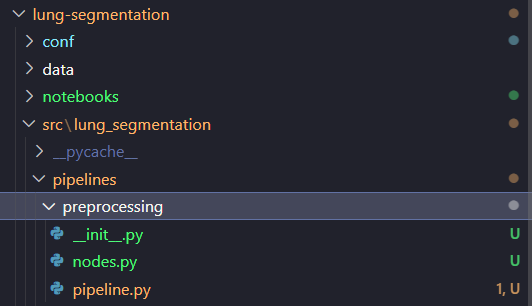 lung-segmentation
conf
data
notebooks
src\lung_segmentation
__pycache__
pipelines
preprocessing
__init__.py U
nodes.py U
pipeline.py 1, U